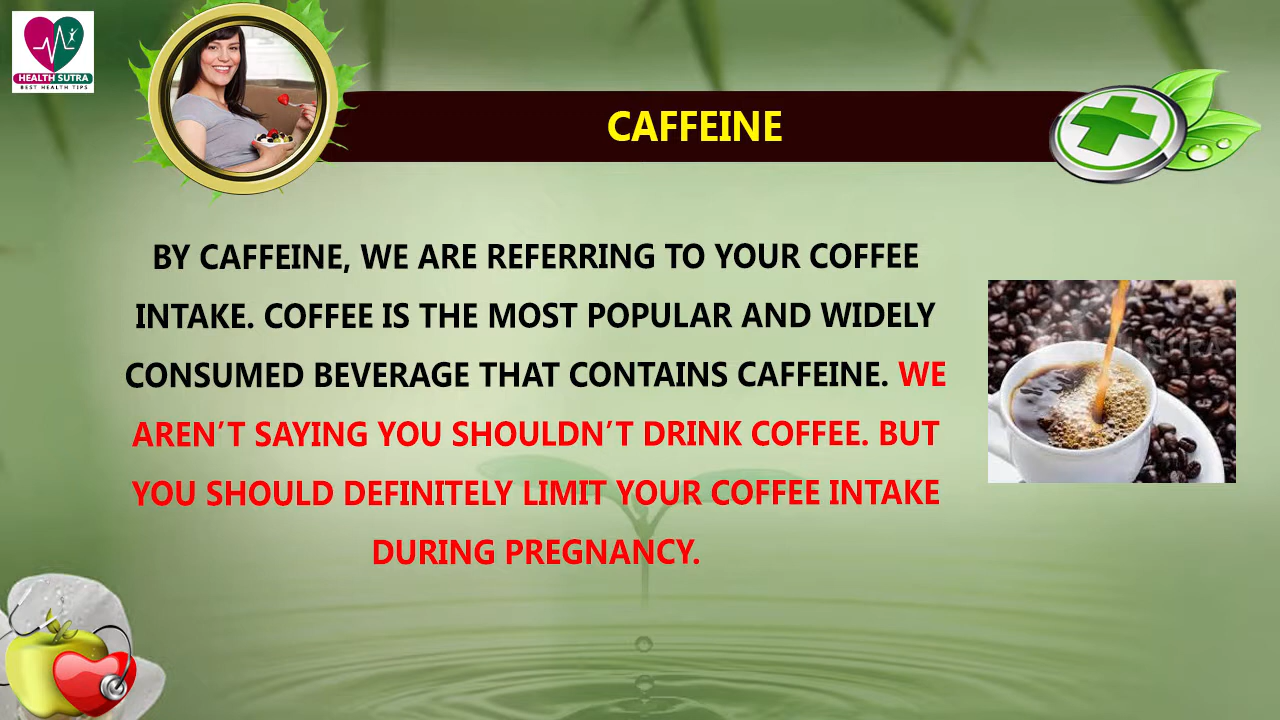 HEALTH SUTRA
BEST HEALTH TIPS
CAFFEINE
BY CAFFEINE, WE ARE REFERRING TO YOUR COFFEE
INTAKE. COFFEE IS THE MOST POPULAR AND WIDELY
CONSUMED BEVERAGE THAT CONTAINS CAFFEINE. WE
AREN'T SAYING YOU SHOULDN'T DRINK COFFEE. BUT
YOU SHOULD DEFINITELY LIMIT YOUR COFFEE INTAKE
DURING PREGNANCY.